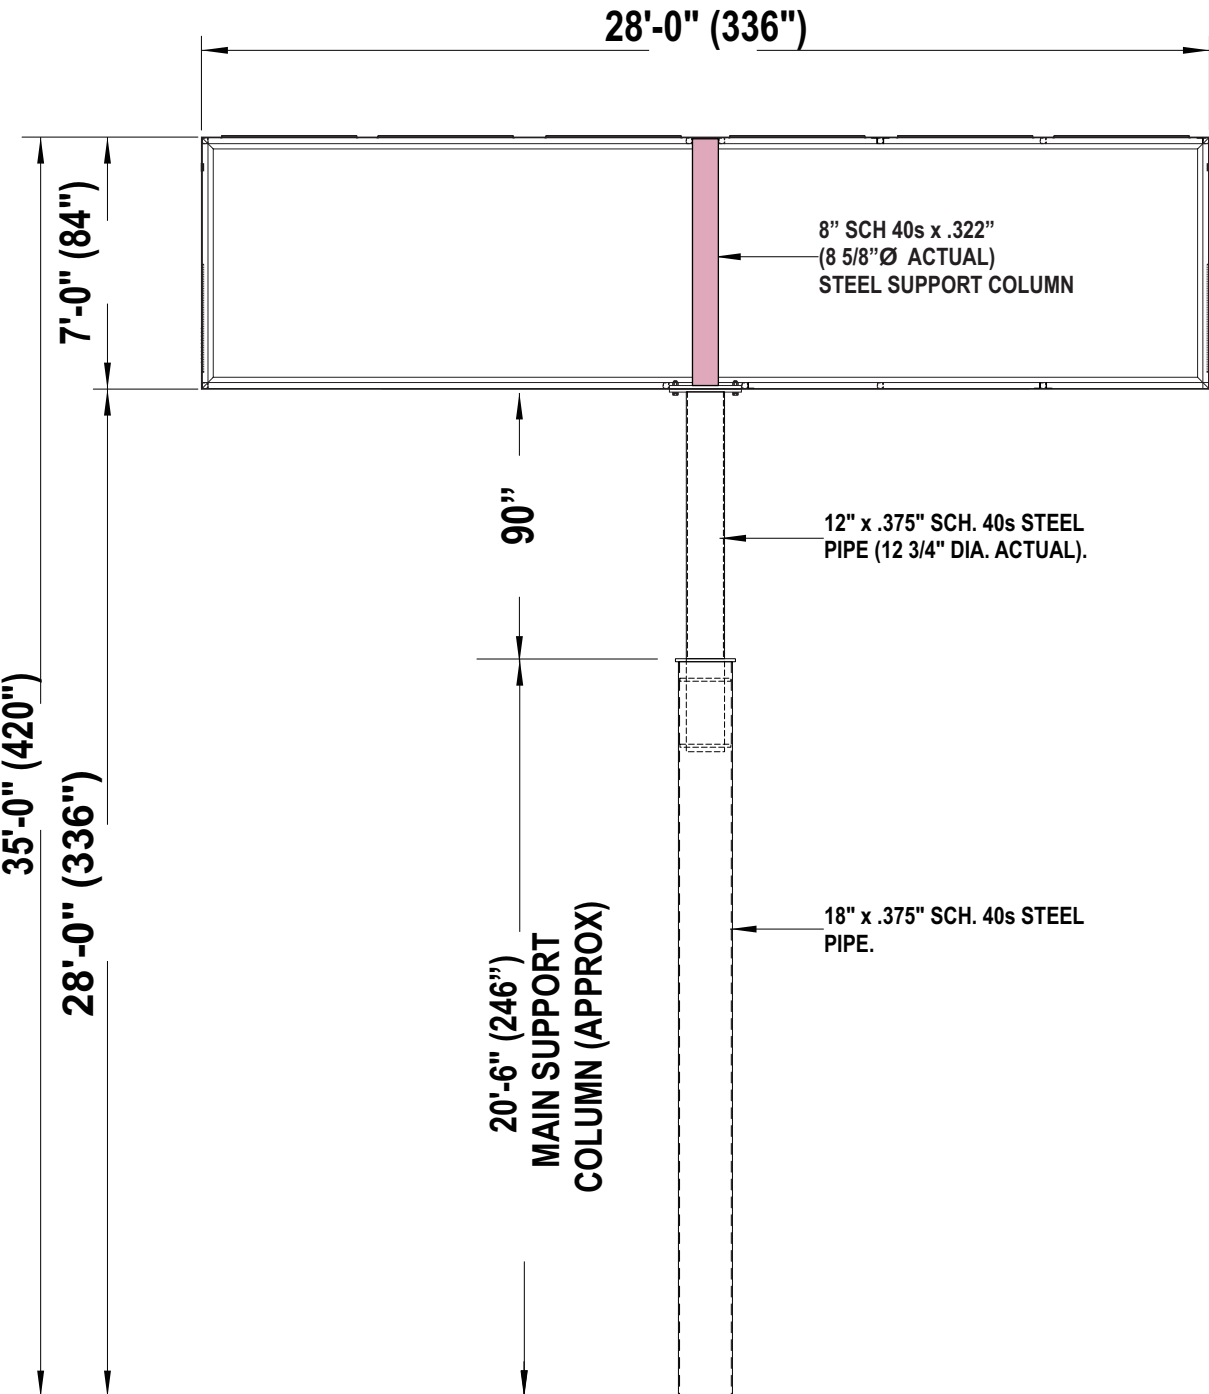 28'-0" (336")
7'-0" (84")
8” SCH 40s x .322”
(8 5/8”Ø ACTUAL)
STEEL SUPPORT COLUMN
90”
12" x .375" SCH. 40s STEEL
PIPE (12 3/4" DIA. ACTUAL).
35'-0" (420")
28'-0" (336")
20'-6" (246”)
MAIN SUPPORT
COLUMN (APPROX)
18" x .375" SCH. 40s STEEL
PIPE.